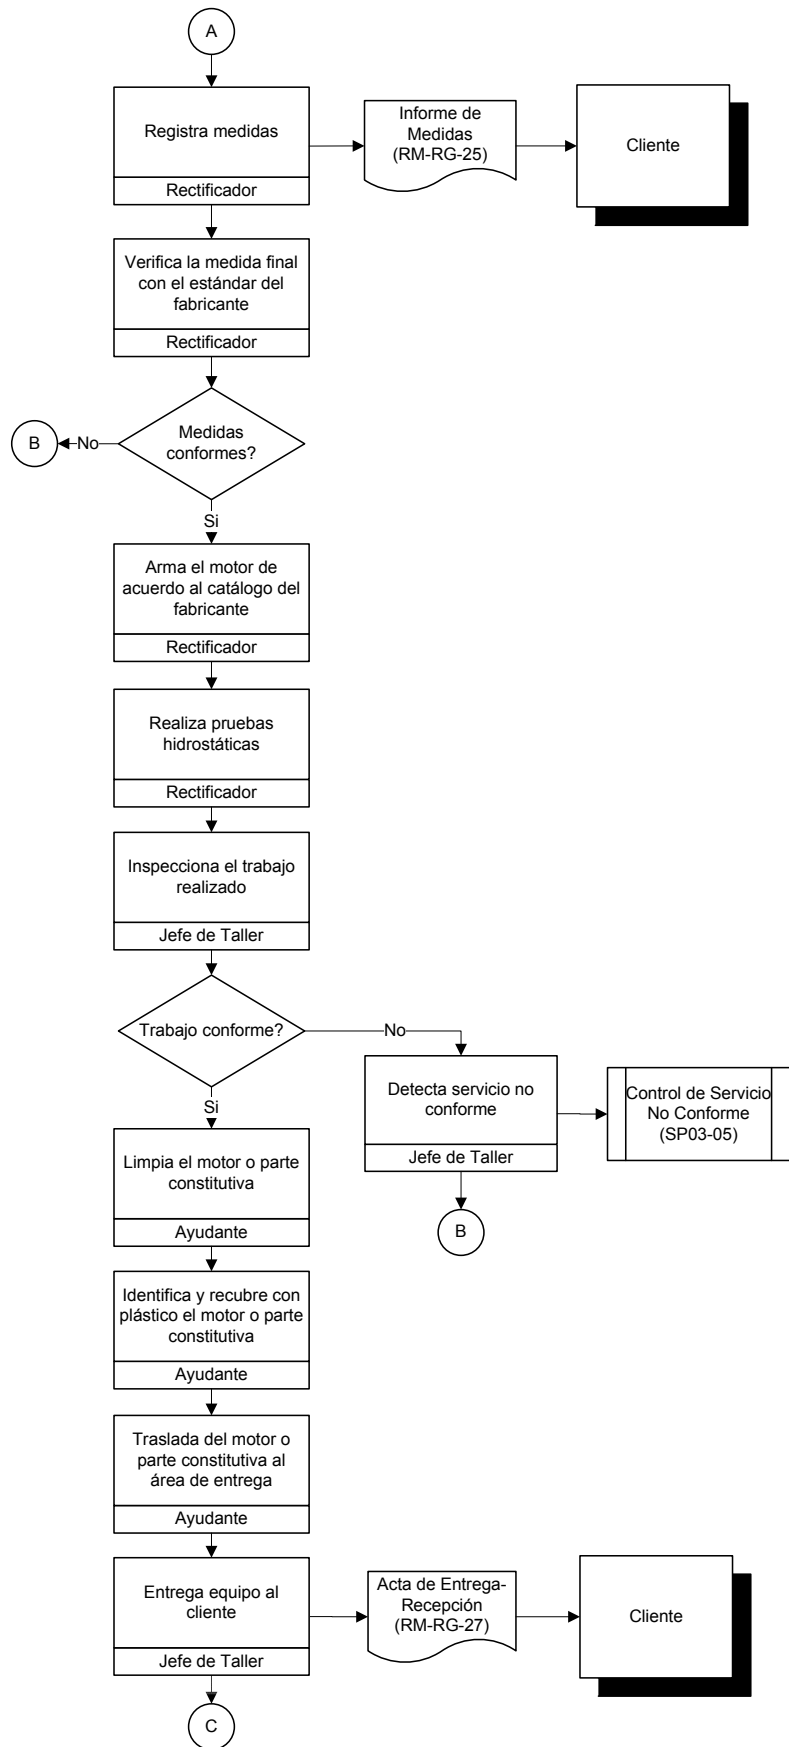 A
Registra medidas
Rectificador
Informe de
Medidas
(RM-RG-25)
Cliente
Verifica la medida final
con el estándar del
fabricante
Rectificador
Medidas
conformes?
No
B
Si
Arma el motor de
acuerdo al catálogo del
fabricante
Rectificador
Realiza pruebas
hidrostáticas
Rectificador
Inspecciona el trabajo
realizado
Jefe de Taller
Trabajo conforme?
No
Detecta servicio no
conforme
Jefe de Taller
Control de Servicio
No Conforme
(SP03-05)
B
Si
Limpia el motor o parte
constitutiva
Ayudante
Identifica y recubre con
plástico el motor o parte
constitutiva
Ayudante
Traslada del motor o
parte constitutiva al
área de entrega
Ayudante
Entrega equipo al
cliente
Jefe de Taller
Acta de Entrega-
Recepción
(RM-RG-27)
Cliente
C